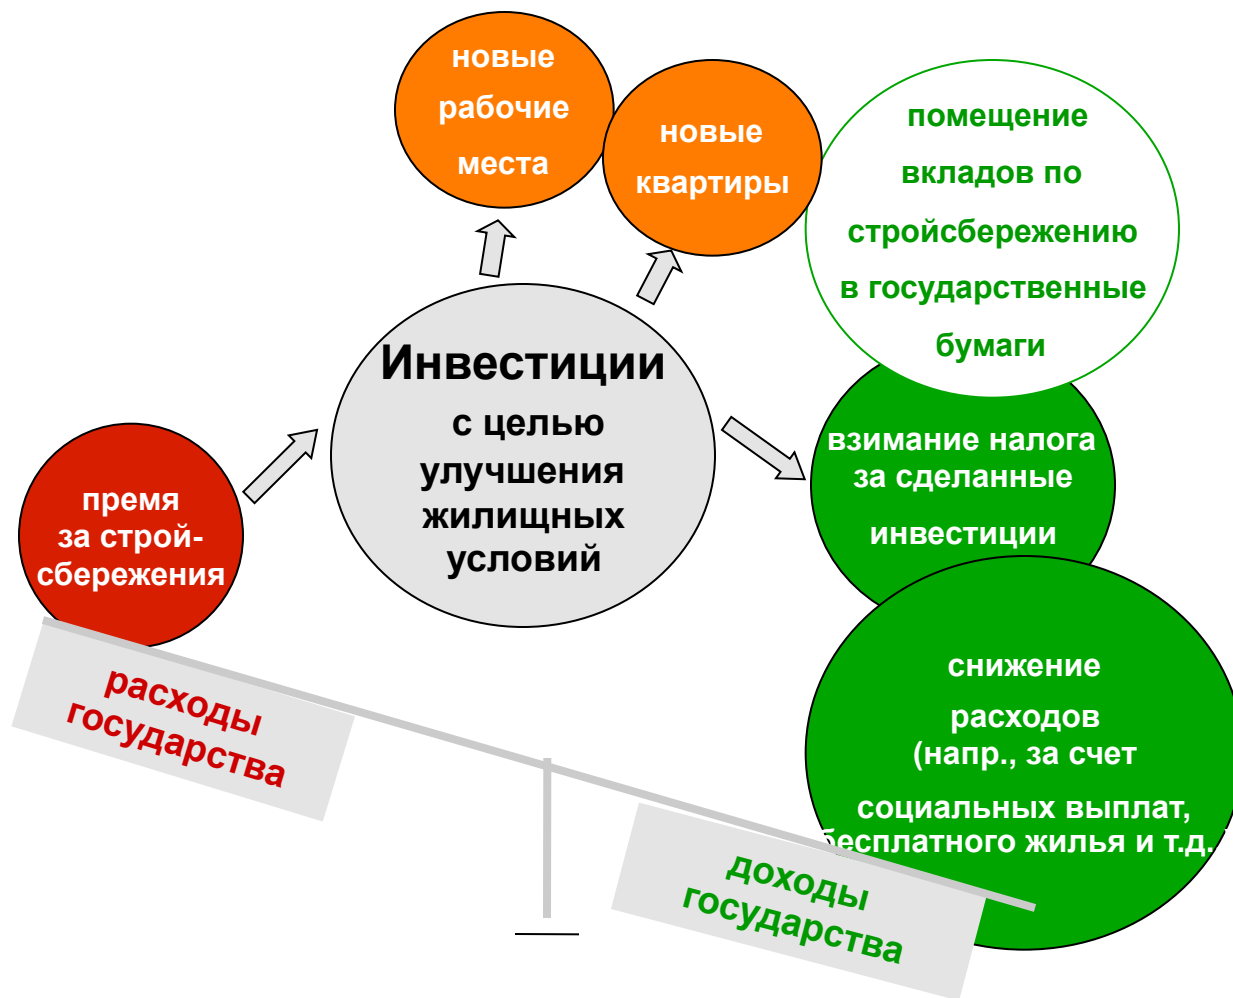 новые
рабочие
места
новые
квартиры
помещение
вкладов по
стройсбережению
в государственные
бумаги
Инвестиции
с целью
улучшения
жилищных
условий
взимание налога
за сделанные
инвестиции
премя
за строй-
сбережения
снижение
расходов
(напр., за счет
социальных выплат,
бесплатного жилья и т.д.
расходы
государства
доходы
государства